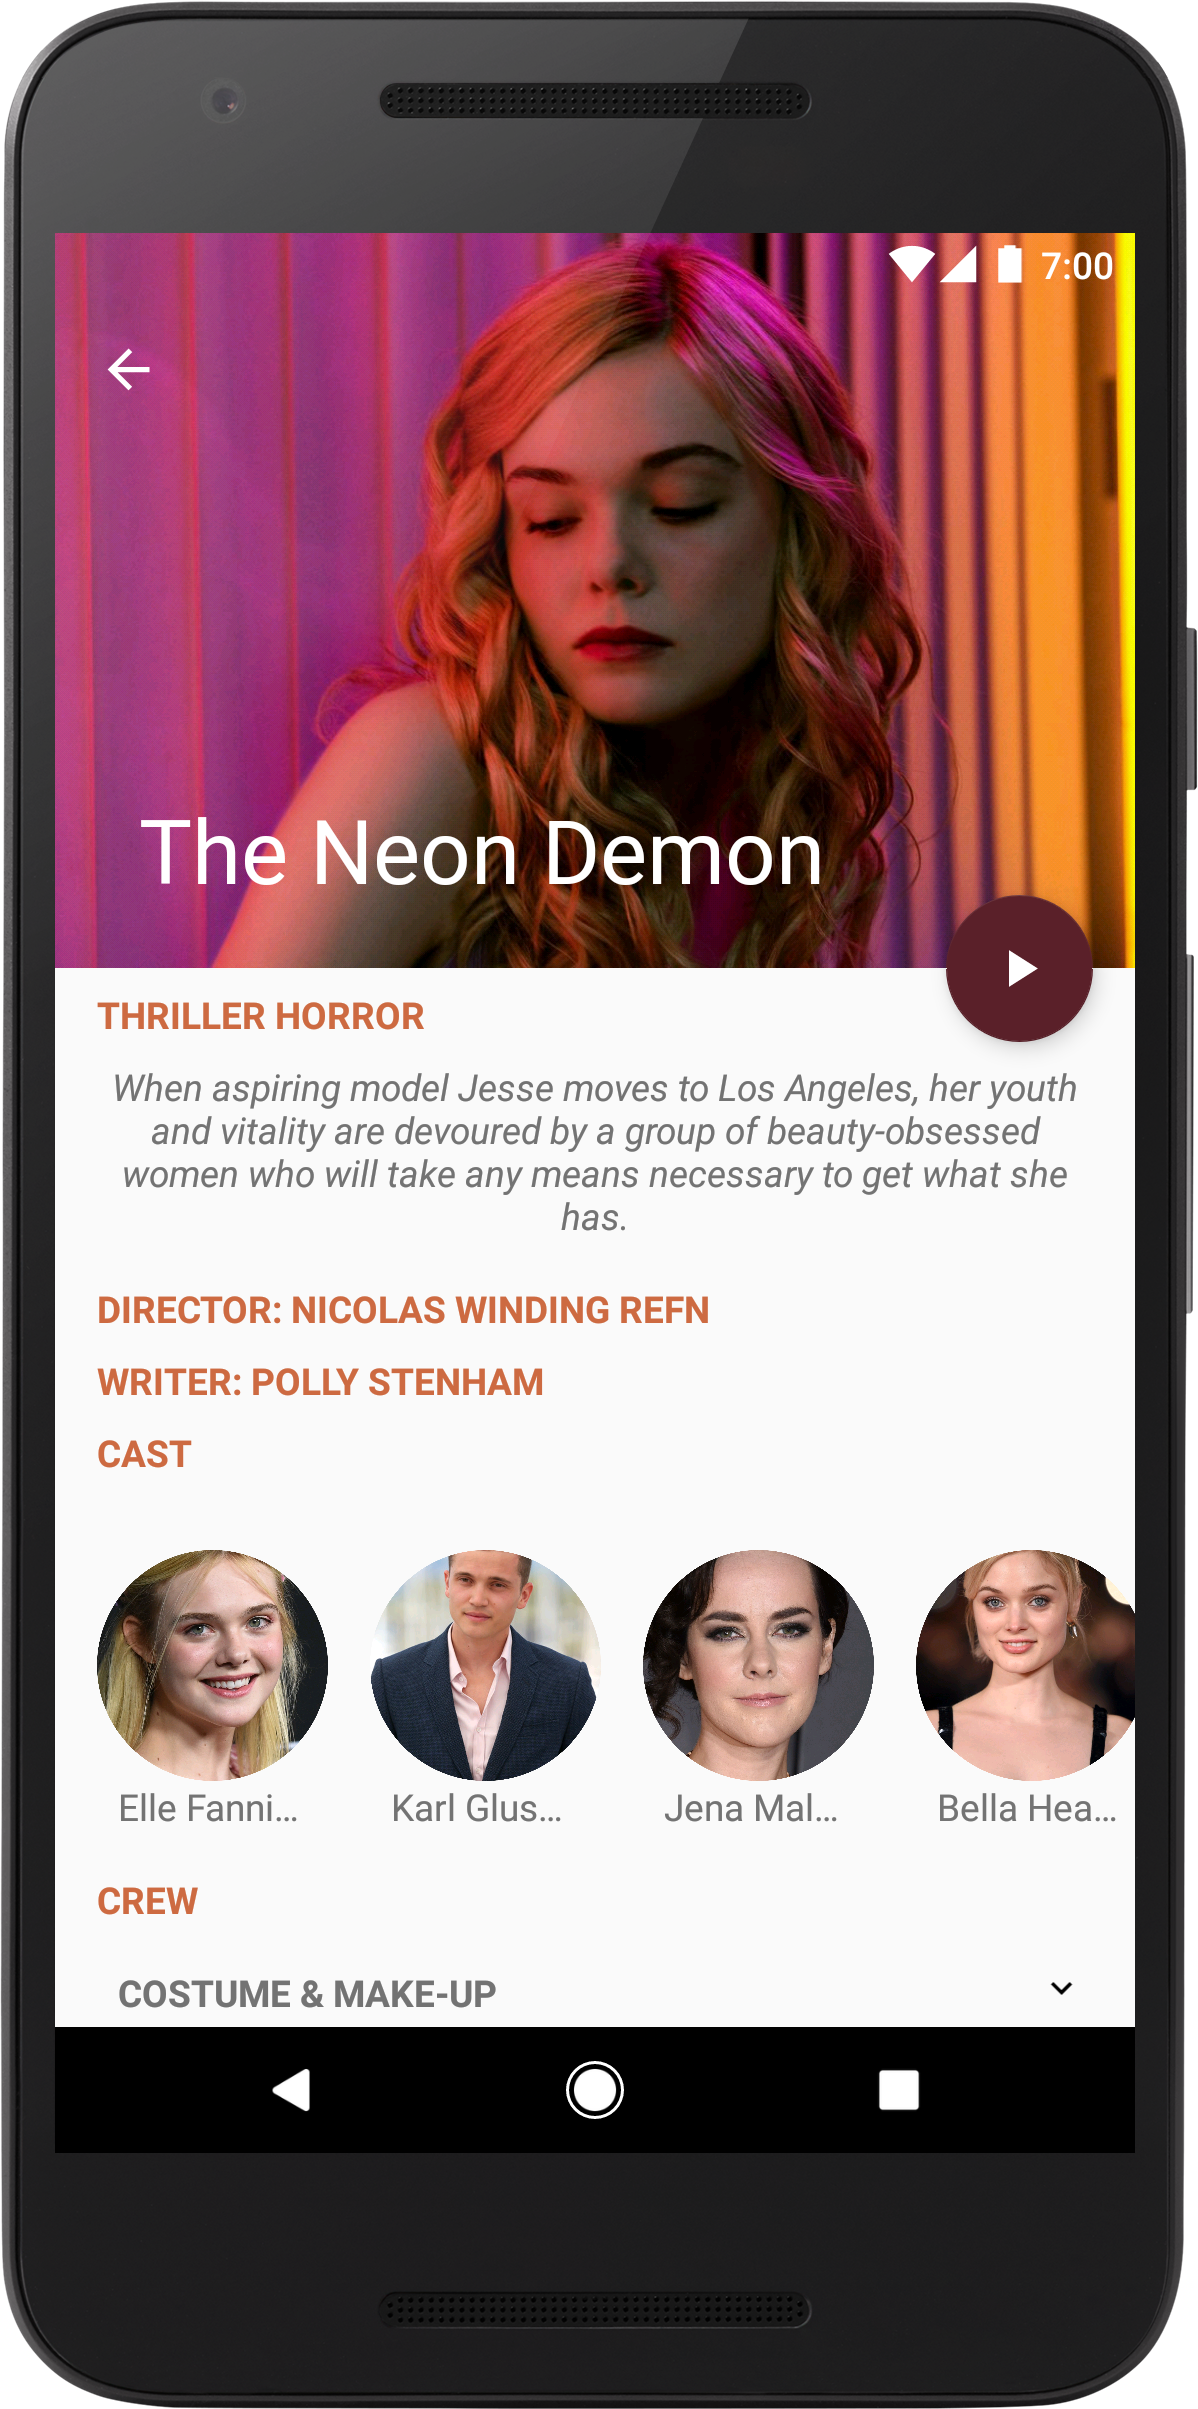 7:00
The Neon Demon
THRILLER HORROR
When aspiring model Jesse moves to Los Angeles, her youth
and vitality are devoured by a group of beauty-obsessed
women who will take any means necessary to get what she
has.
DIRECTOR: NICOLAS WINDING REFN
WRITER: POLLY STENHAM
CAST
Elle Fanni... Karl Glus... Jena Mal... Bella Hea...
CREW
COSTUME & MAKE-UP